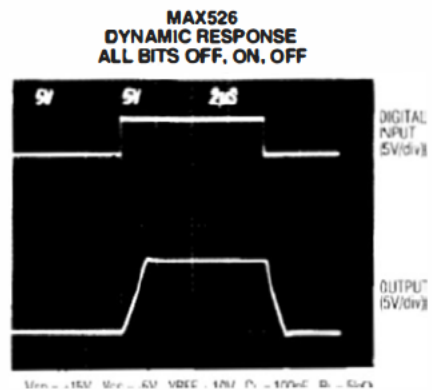 MAX526
DYNAMIC RESPONSE
ALL BITS OFF, ON, OFF
5V 5V 2µS
DIGITAL
INPUT
(5V/div)
OUTPUT
(5V/div)